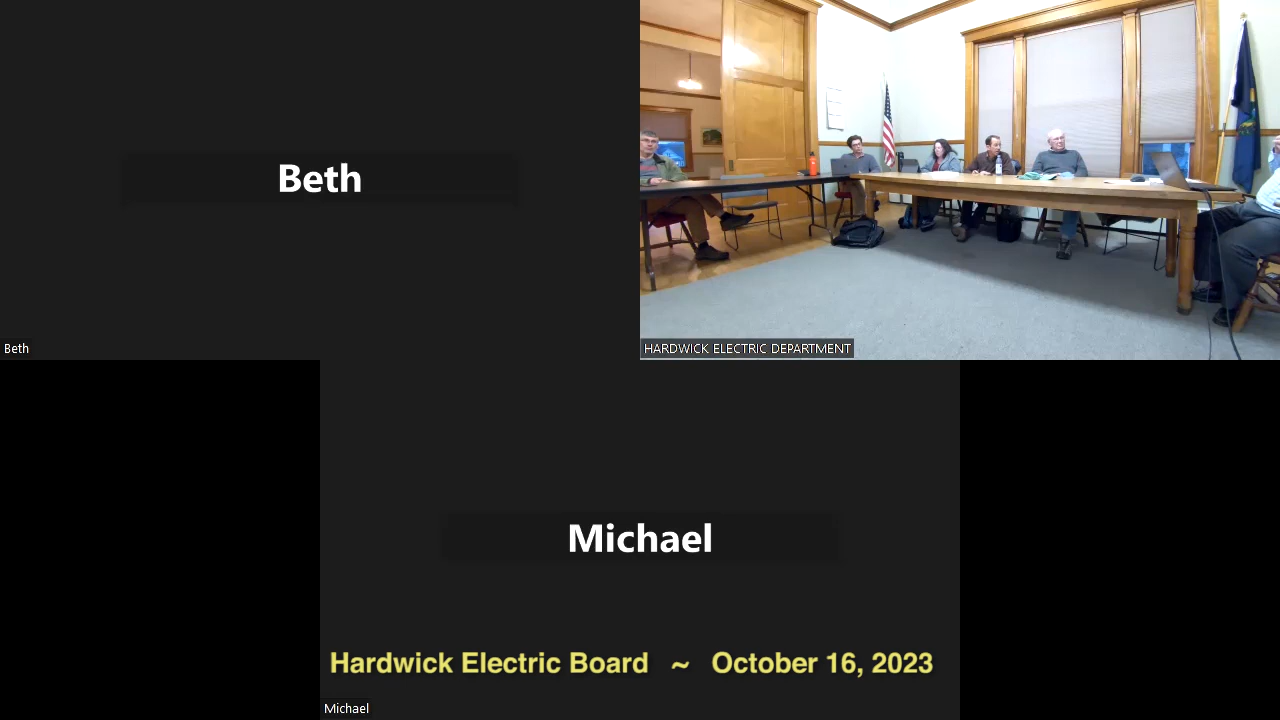 Beth
Beth
HARDWICK ELECTRIC DEPARTMENT
Michael
Hardwick Electric Board ~ October 16, 2023
Michael